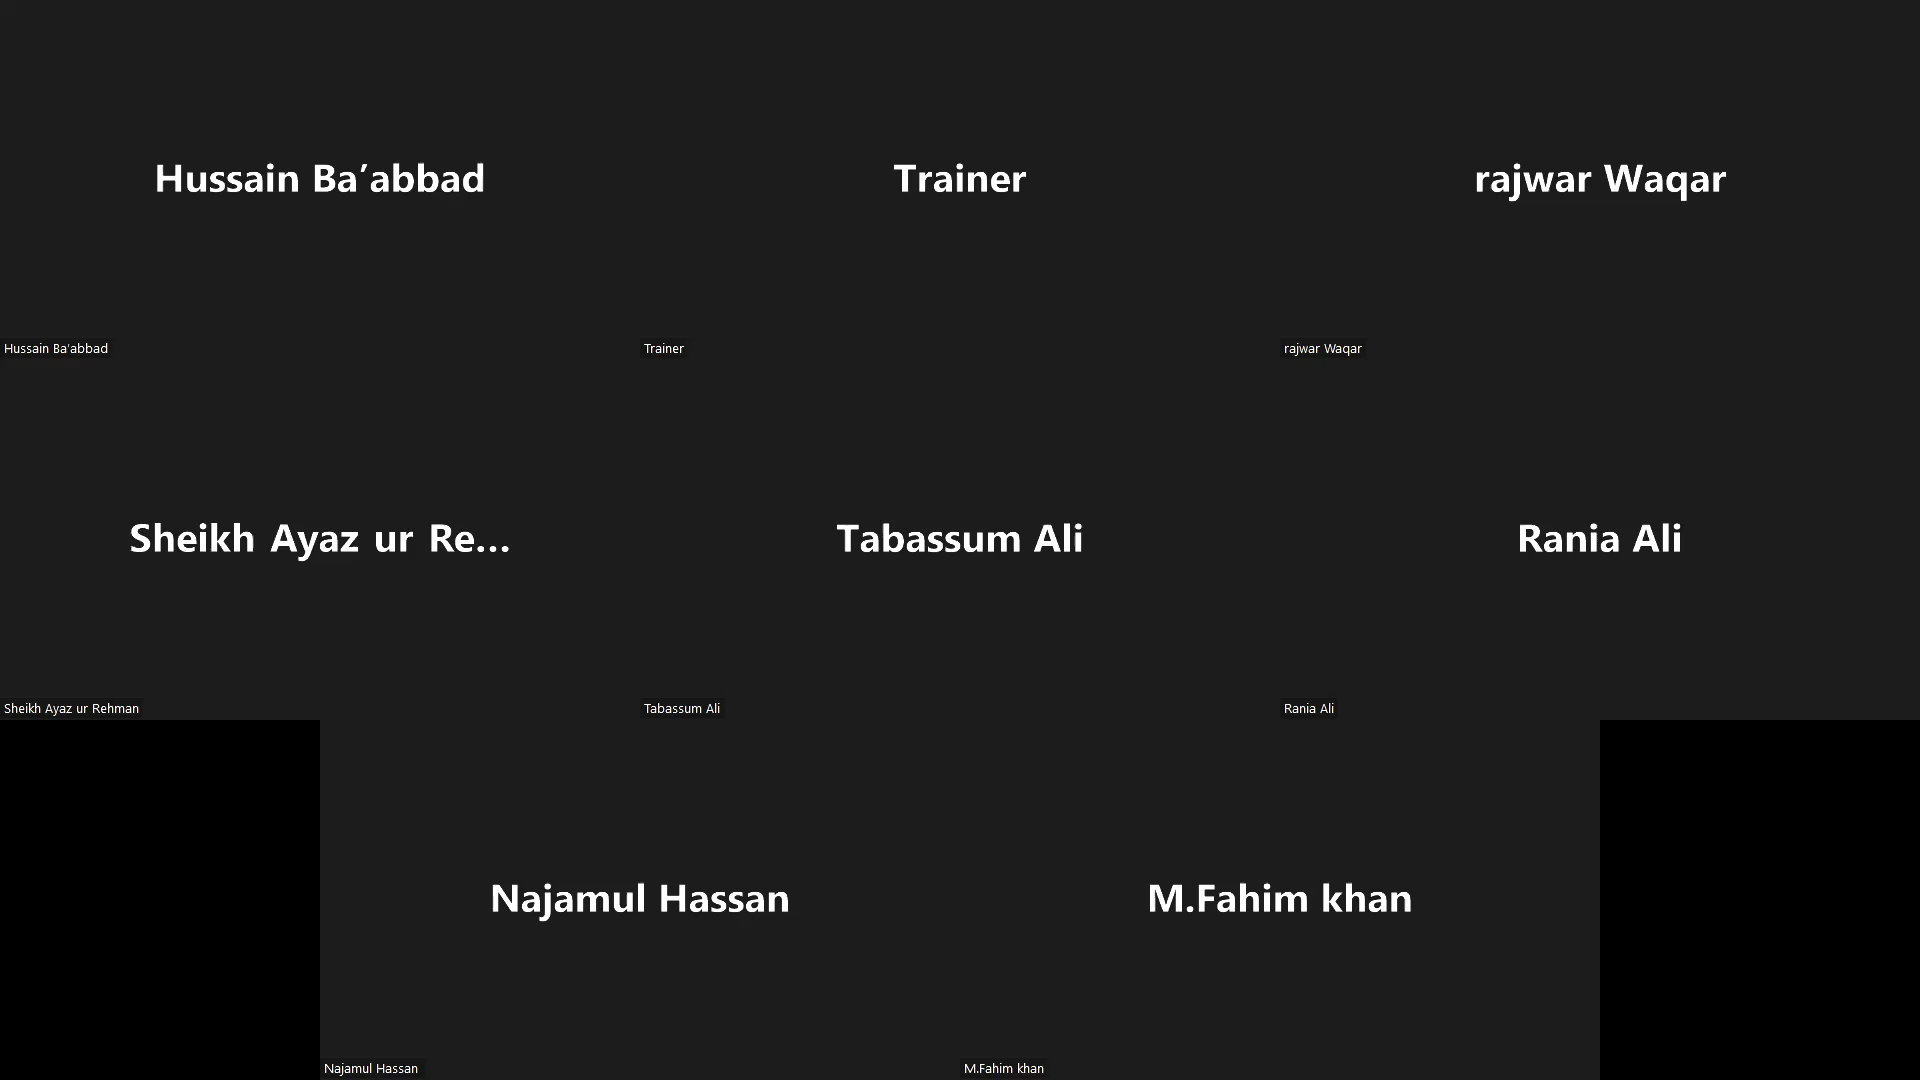 Hussain Ba'abbad
Trainer
rajwar Waqar
Hussain Ba'abbad
Trainer
rajwar Waqar
Sheikh Ayaz ur Re...
Tabassum Ali
Rania Ali
Sheikh Ayaz ur Rehman
Tabassum Ali
Rania Ali
Najamul Hassan
M.Fahim khan
Najamul Hassan
M.Fahim khan